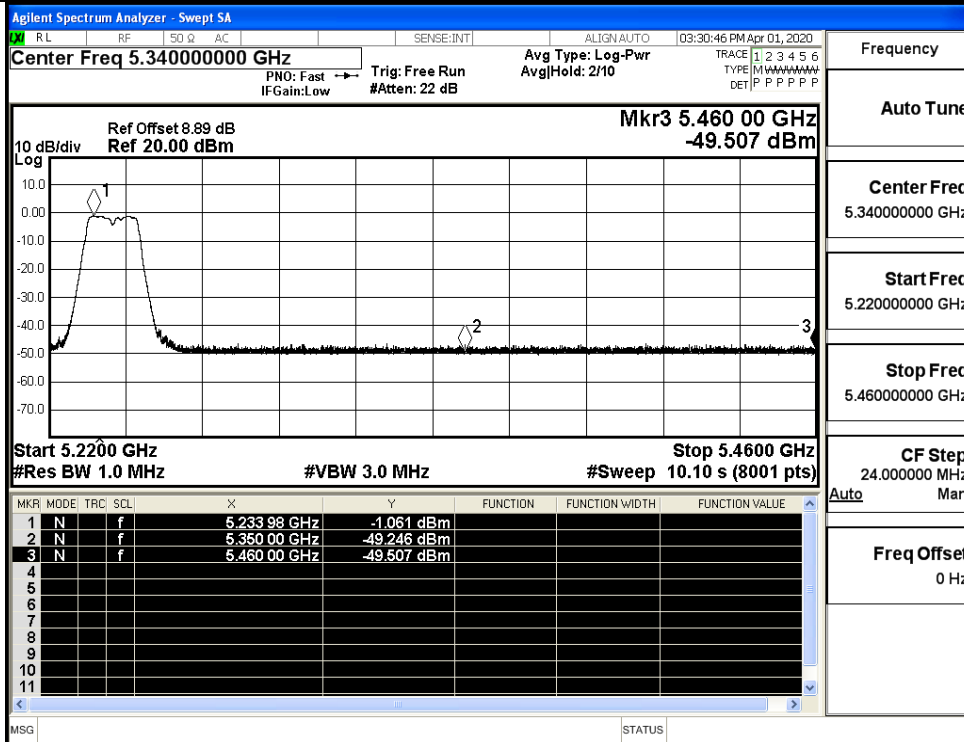 Agilent Spectrum Analyzer - Swept SA
LXI RL RF 50 Ω AC SENSE:INT ALIGN AUTO 03:30:46 PM Apr 01, 2020
Center Freq 5.340000000 GHz
PNO: Fast
IFGain:Low
Trig: Free Run
#Atten: 22 dB
Avg Type: Log-Pwr
Avg|Hold: 2/10
TRACE 1 2 3 4 5 6
TYPE M WWWWW
DET P P P P P P
Mkr3 5.460 00 GHz
-49.507 dBm
Ref Offset 8.89 dB
10 dB/div Ref 20.00 dBm
Log
10.0
0.00
-10.0
-20.0
-30.0
-40.0
-50.0
-60.0
-70.0
1
2
3
Start 5.2200 GHz Stop 5.4600 GHz
#Res BW 1.0 MHz #VBW 3.0 MHz #Sweep 10.10 s (8001 pts)
MKR MODE TRC SCL X Y FUNCTION FUNCTION WIDTH FUNCTION VALUE
1 N f 5.233 98 GHz -1.061 dBm
2 N f 5.350 00 GHz -49.246 dBm
3 N f 5.460 00 GHz -49.507 dBm
4
5
6
7
8
9
10
11
MSG STATUS
Frequency
Auto Tune
Center Freq
5.340000000 GHz
Start Freq
5.220000000 GHz
Stop Freq
5.460000000 GHz
CF Step
24.000000 MHz
Auto Man
Freq Offset
0 Hz